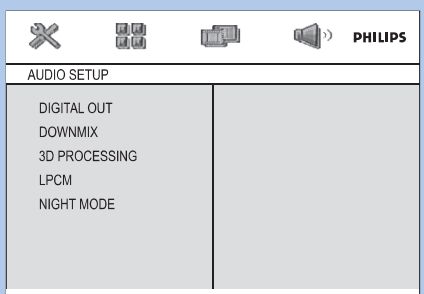 PHILIPS
AUDIO SETUP
DIGITAL OUT
DOWNMIX
3D PROCESSING
LPCM
NIGHT MODE